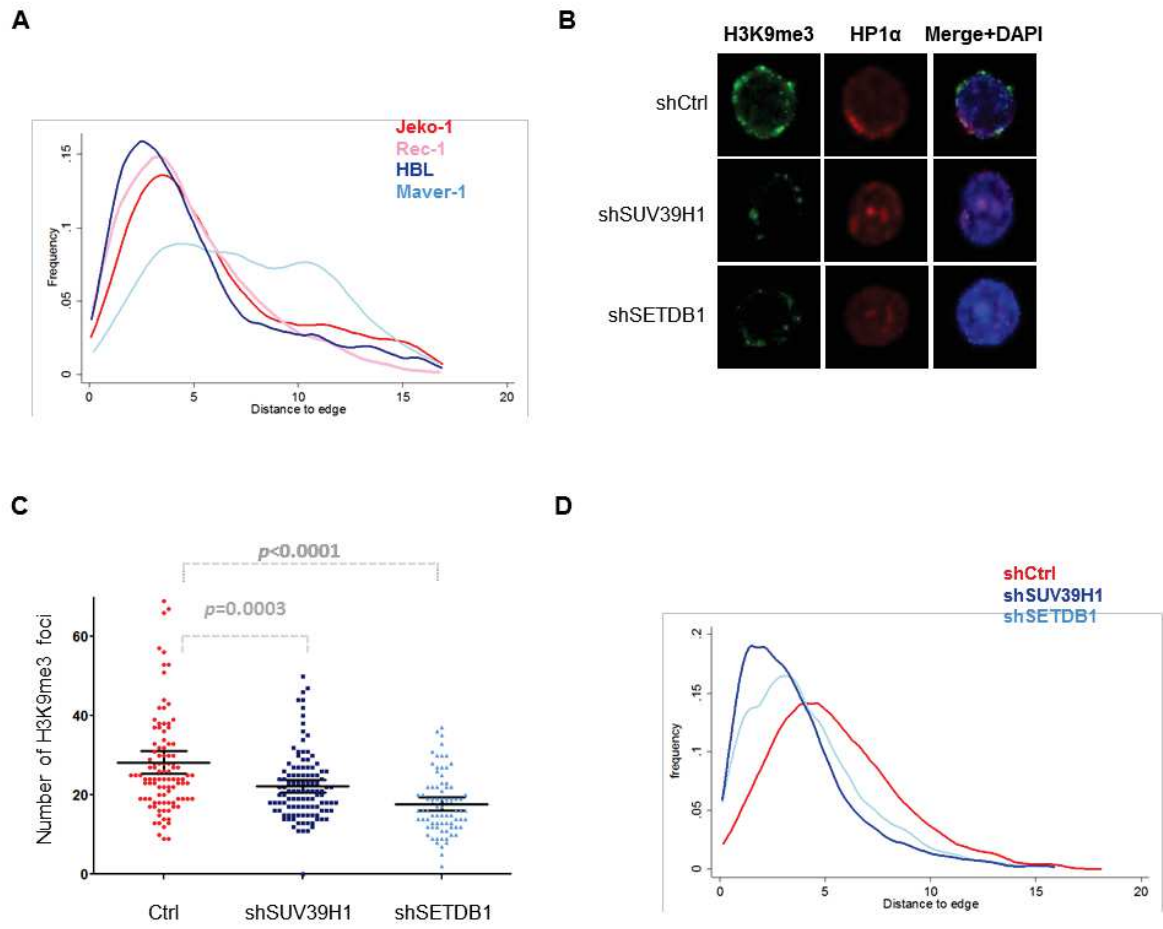 A
Jeko-1
Rec-1
HBL
Maver-1
Frequency
.15
.1
.05
0
0 5 10 15 20
Distance to edge
B
H3K9me3 HP1α Merge+DAPI
shCtrl
shSUV39H1
shSETDB1
C
p<0.0001
p=0.0003
Number of H3K9me3 foci
60
40
20
0
Ctrl shSUV39H1 shSETDB1
D
shCtrl
shSUV39H1
shSETDB1
frequency
.2
.15
.1
.05
0
0 5 10 15 20
Distance to edge